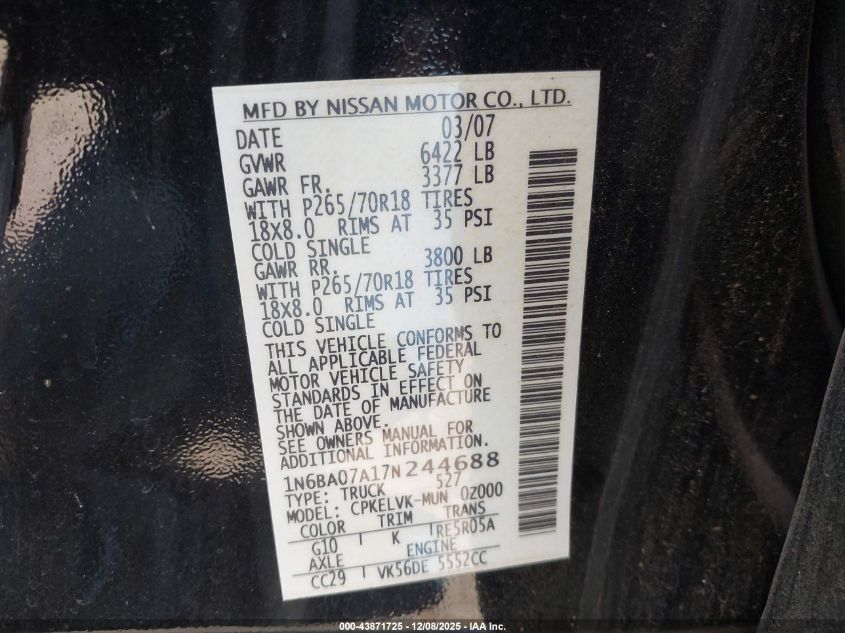 MFD BY NISSAN MOTOR CO., LTD.
DATE 03/07
GVWR 6422 LB
GAWR FR. 3377 LB
WITH P265/70R18 TIRES
18X8.0 RIMS AT 35 PSI
COLD SINGLE
GAWR RR. 3800 LB
WITH P265/70R18 TIRES
18X8.0 RIMS AT 35 PSI
COLD SINGLE
THIS VEHICLE CONFORMS TO
ALL APPLICABLE FEDERAL
MOTOR VEHICLE SAFETY
STANDARDS IN EFFECT ON
THE DATE OF MANUFACTURE
SHOWN ABOVE.
SEE OWNERS MANUAL FOR
ADDITIONAL INFORMATION.
1N6BA07A17N244688
TYPE: TRUCK 527
MODEL: CPKELVK-MUN 0Z000
COLOR TRIM TRANS
G10 K RE5R05A
AXLE ENGINE
CC29 VK56DE 5552CC
000-43871725 - 12/08/2025 - IAA Inc.